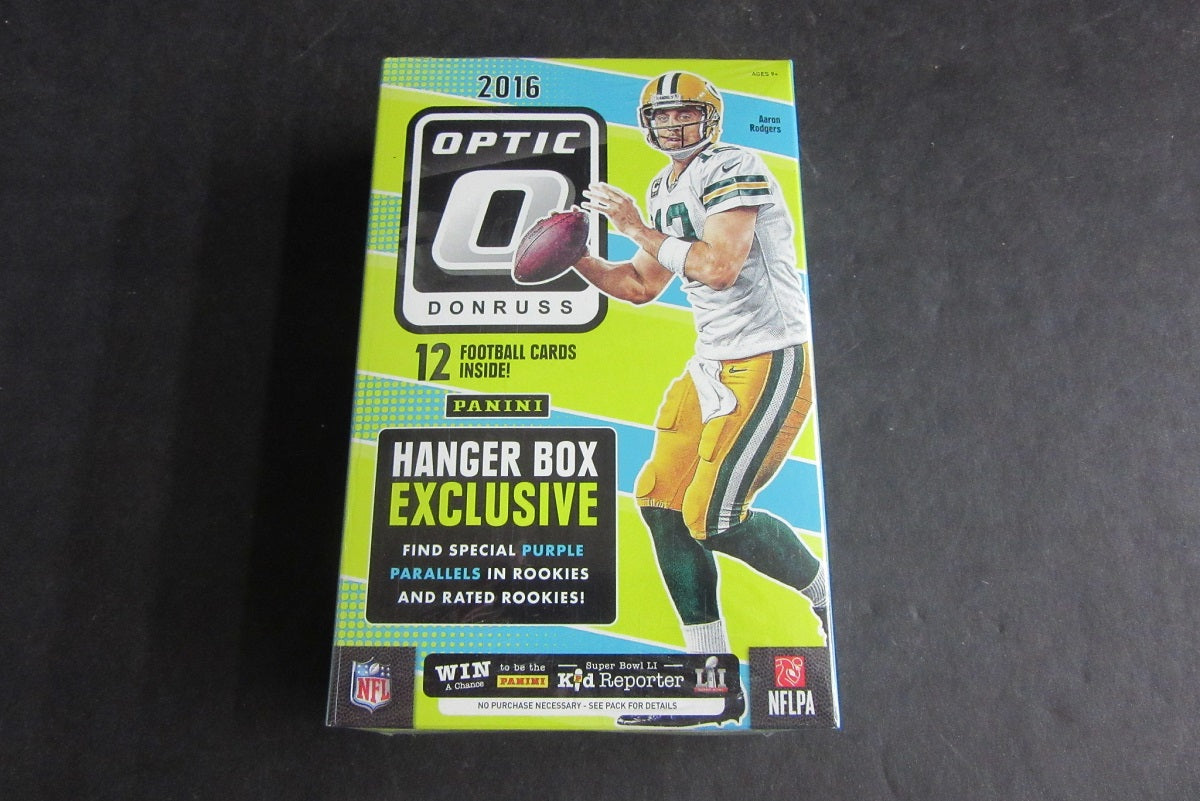 2016
AGES 9+
Aaron
Rodgers
OPTIC
O
DONRUSS
12
12 FOOTBALL CARDS
INSIDE!
PANINI
HANGER BOX
EXCLUSIVE
FIND SPECIAL PURPLE
PARALLELS IN ROOKIES
AND RATED ROOKIES!
NFL
WIN
A Chance
to be the
PANINI
Super Bowl LI
Kid Reporter
LI
NO PURCHASE NECESSARY - SEE PACK FOR DETAILS
NFLPA